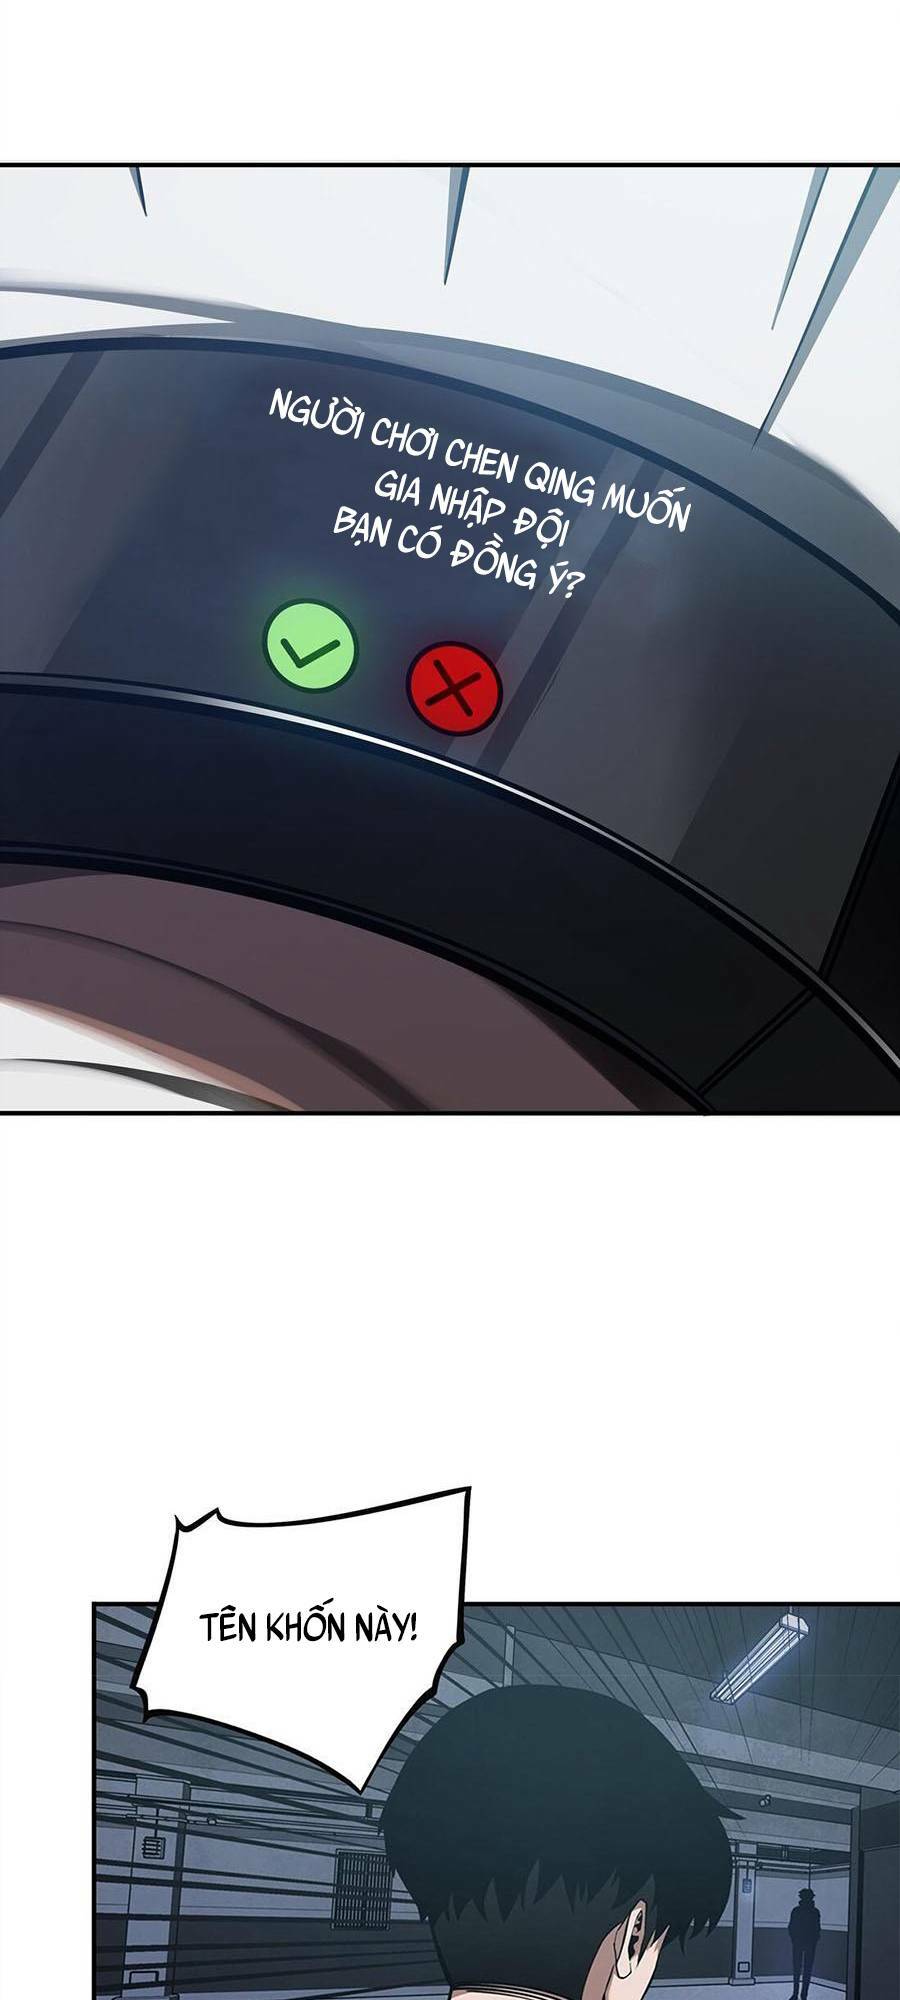 NGƯỜI CHƠI CHEN QING MUỐN
GIA NHẬP ĐỘI
BẠN CÓ ĐỒNG Ý?
TÊN KHỐN NÀY!